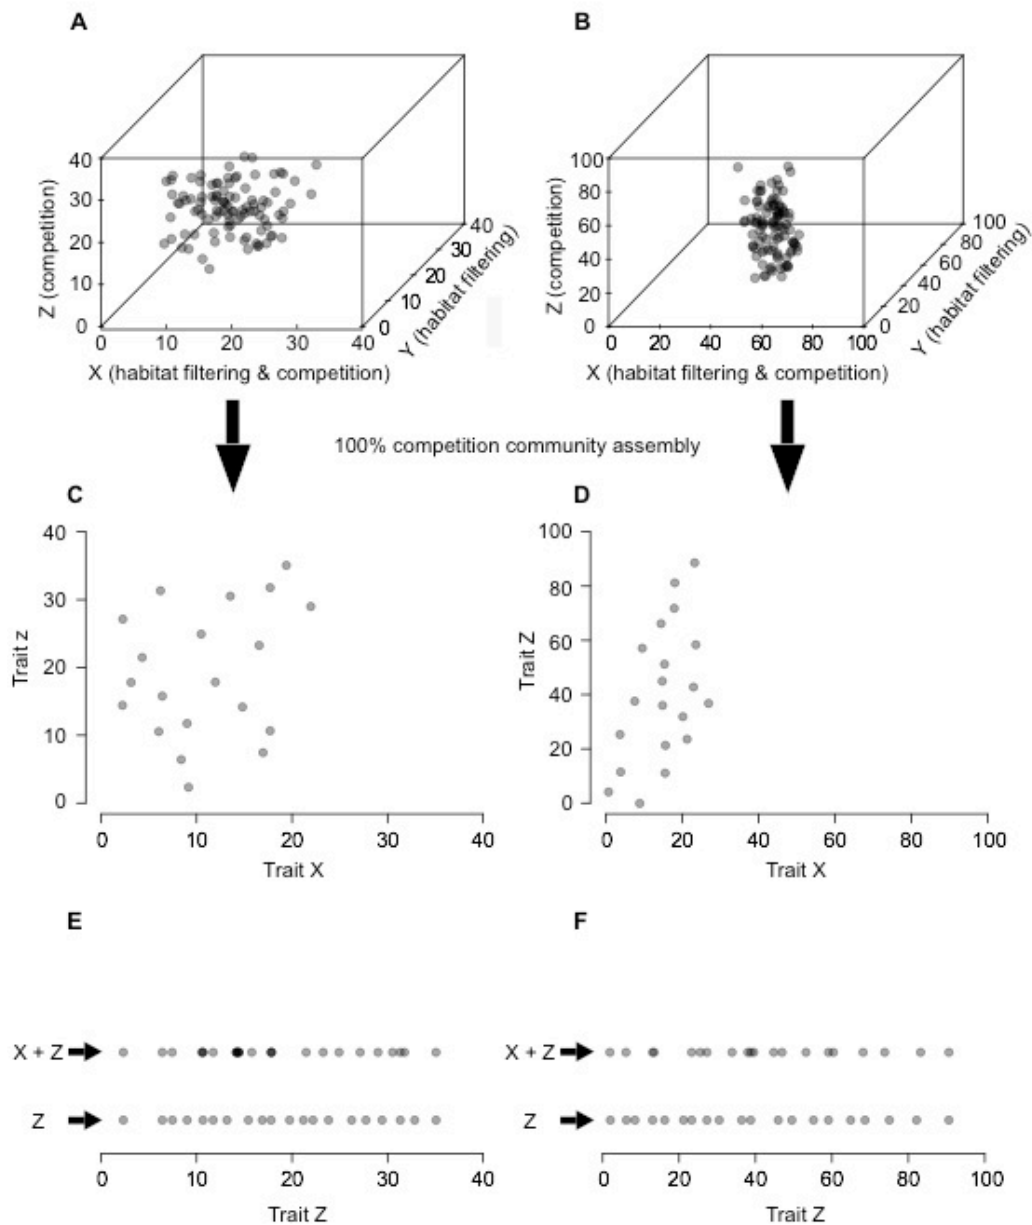 A
B
40
30
20
10
0
Z (competition)
0
10
20
30
40
0
10
20
30
40
Y (habitat filtering)
X (habitat filtering & competition)
100
80
60
40
20
0
Z (competition)
0
20
40
60
80
100
0
20
40
60
80
100
Y (habitat filtering)
X (habitat filtering & competition)
100% competition community assembly
C
D
40
30
20
10
0
Trait z
0
10
20
30
40
Trait X
100
80
60
40
20
0
Trait Z
0
20
40
60
80
100
Trait X
E
F
X + Z
Z
0
10
20
30
40
Trait Z
X + Z
Z
0
20
40
60
80
100
Trait Z